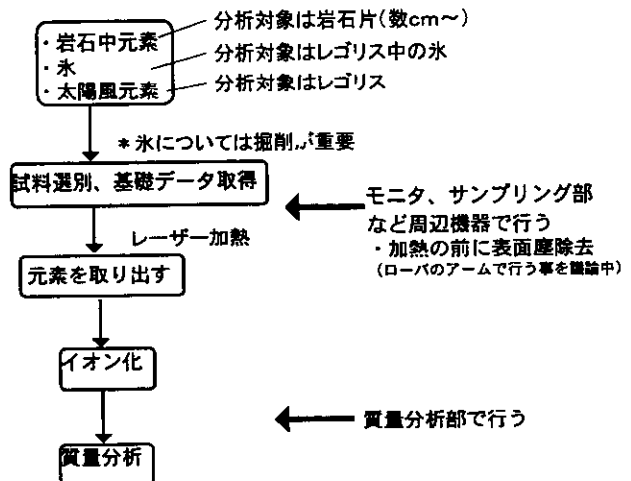 ・岩石中元素
・氷
・太陽風元素
分析対象は岩石片(数cm~)
分析対象はレゴリス中の氷
分析対象はレゴリス
*氷については掘削が重要
試料選別、基礎データ取得
モニタ、サンプリング部
など周辺機器で行う
・加熱の前に表面塵除去
(ローバのアームで行う事を議論中)
レーザー加熱
元素を取り出す
イオン化
質量分析部で行う
質量分析